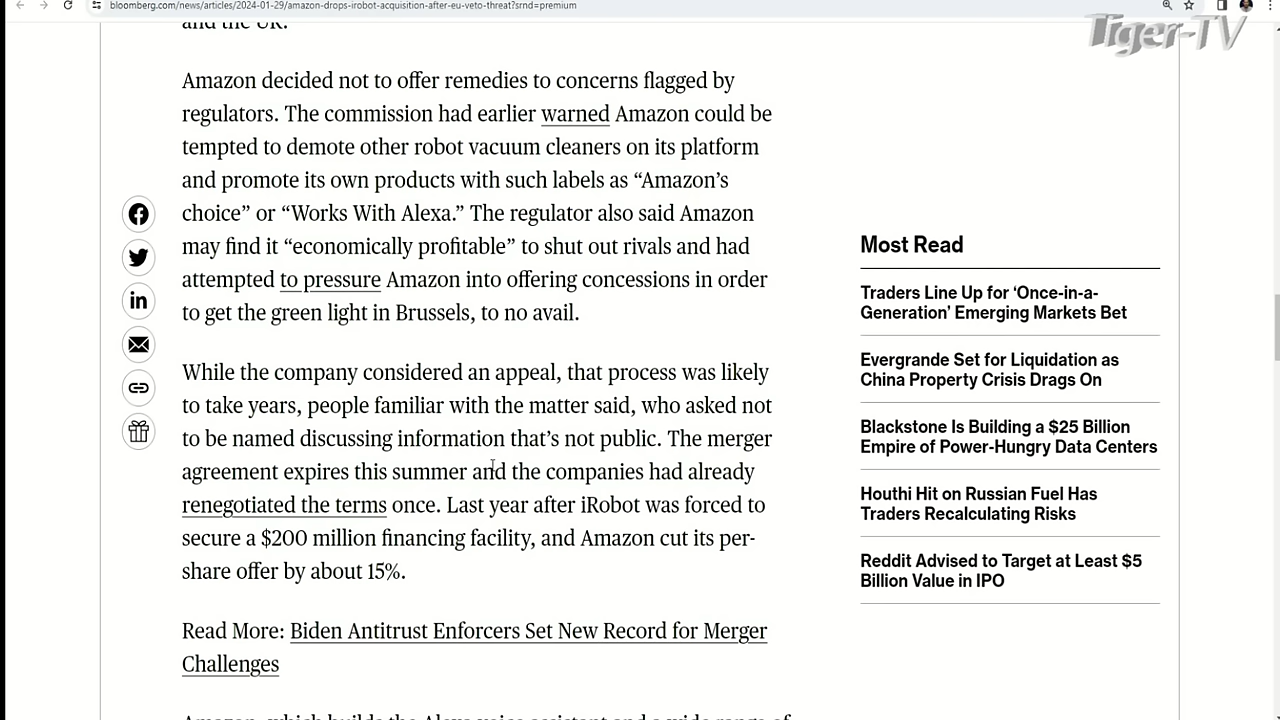 bloomberg.com/news/articles/2024-01-29/amazon-drops-irobot-acquisition-after-eu-veto-threat?srnd=premium
Tiger-TV
and the UK.
Amazon decided not to offer remedies to concerns flagged by
regulators. The commission had earlier warned Amazon could be
tempted to demote other robot vacuum cleaners on its platform
and promote its own products with such labels as “Amazon’s
choice” or “Works With Alexa.” The regulator also said Amazon
may find it “economically profitable” to shut out rivals and had
attempted to pressure Amazon into offering concessions in order
to get the green light in Brussels, to no avail.
While the company considered an appeal, that process was likely
to take years, people familiar with the matter said, who asked not
to be named discussing information that’s not public. The merger
agreement expires this summer and the companies had already
renegotiated the terms once. Last year after iRobot was forced to
secure a $200 million financing facility, and Amazon cut its per-
share offer by about 15%.
Read More: Biden Antitrust Enforcers Set New Record for Merger
Challenges
Amazon, which builds the Alexa voice assistant and a wide range of
Most Read
Traders Line Up for ‘Once-in-a-
Generation’ Emerging Markets Bet
Evergrande Set for Liquidation as
China Property Crisis Drags On
Blackstone Is Building a $25 Billion
Empire of Power-Hungry Data Centers
Houthi Hit on Russian Fuel Has
Traders Recalculating Risks
Reddit Advised to Target at Least $5
Billion Value in IPO